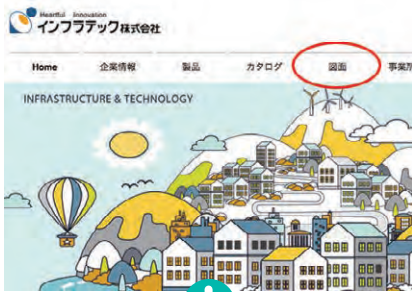 Heartful Innovation
インフラテック株式会社
Home 企業情報 製品 カタログ 図面 事業所
INFRASTRUCTURE & TECHNOLOGY